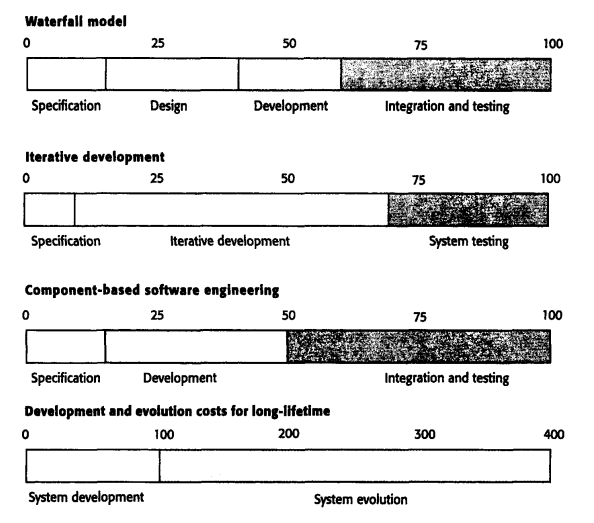 Waterfall model
0 25 50 75 100
Specification Design Development Integration and testing
Iterative development
0 25 50 75 100
Specification Iterative development System testing
Component-based software engineering
0 25 50 75 100
Specification Development Integration and testing
Development and evolution costs for long-lifetime
0 100 200 300 400
System development System evolution